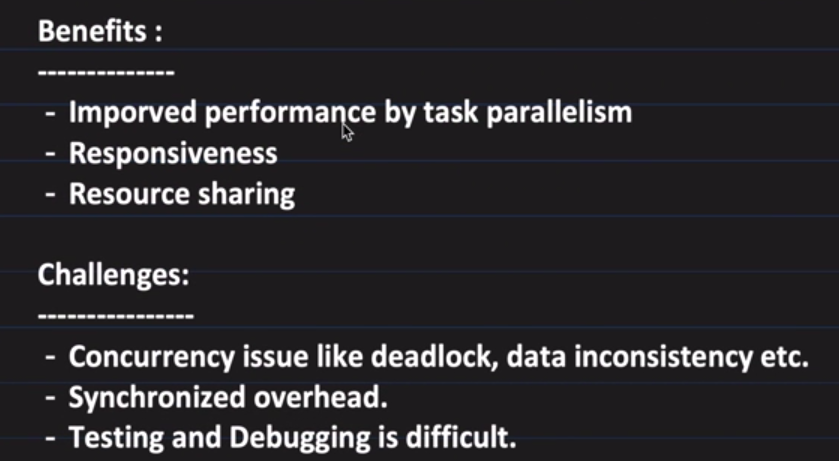 Benefits :
--------------
- Imporved performance by task parallelism
- Responsiveness
- Resource sharing
Challenges:
----------------
- Concurrency issue like deadlock, data inconsistency etc.
- Synchronized overhead.
- Testing and Debugging is difficult.